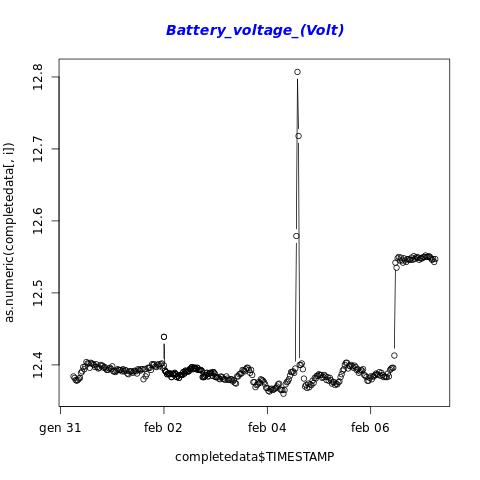 Battery_voltage_(Volt)
as.numeric(completedata[, i])
12.8
12.7
12.6
12.5
12.4
gen 31 feb 02 feb 04 feb 06
completedata$TIMESTAMP